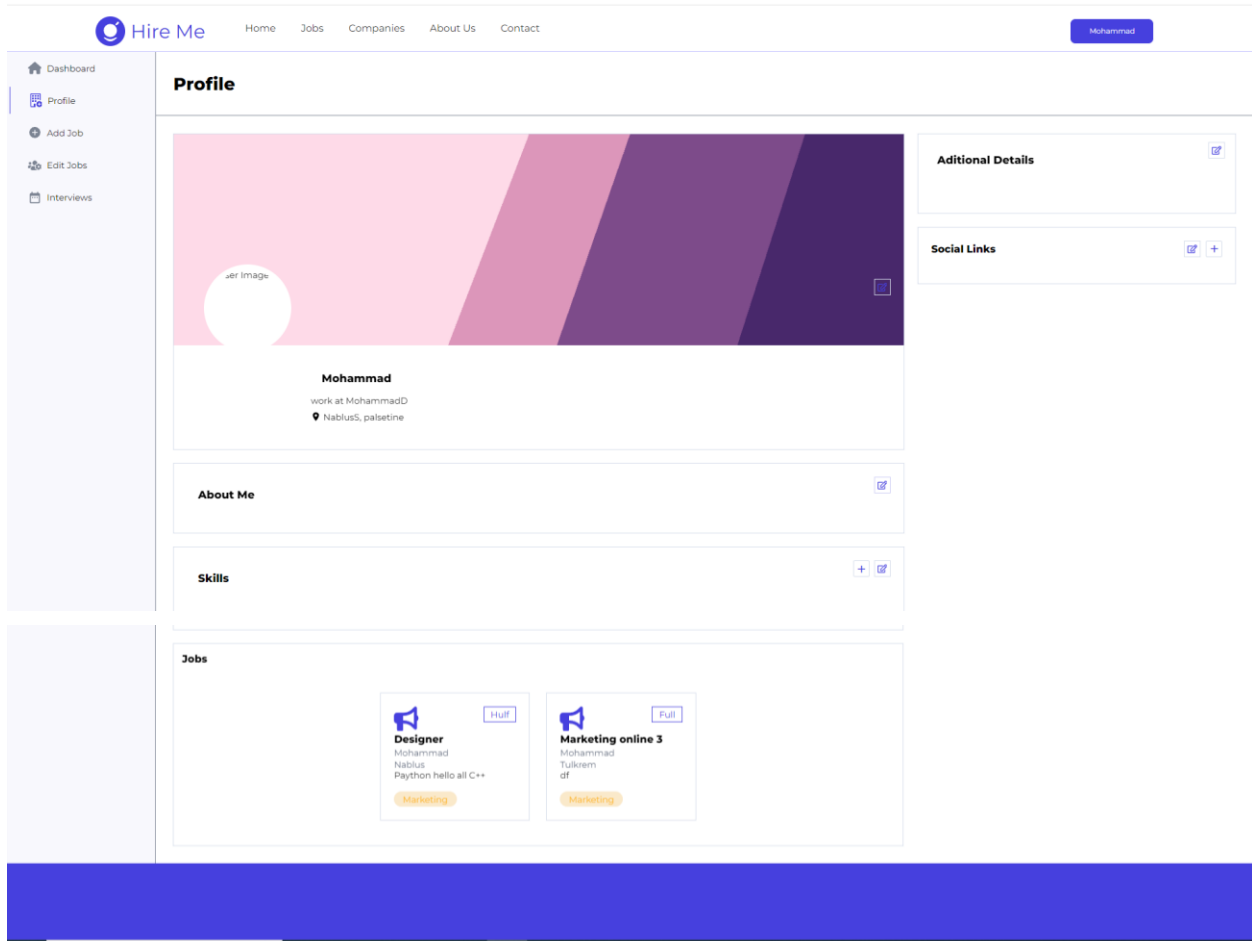 Hire Me
Home Jobs Companies About Us Contact
Mohammad
Dashboard
Profile
Add Job
Edit Jobs
Interviews
Profile
ser Image
Mohammad
work at MohammadD
NablusS, palsetine
About Me
Skills
Aditional Details
Social Links
Jobs
Hulf
Designer
Mohammad
Nablus
Paython hello all C++
Marketing
Full
Marketing online 3
Mohammad
Tulkrem
df
Marketing